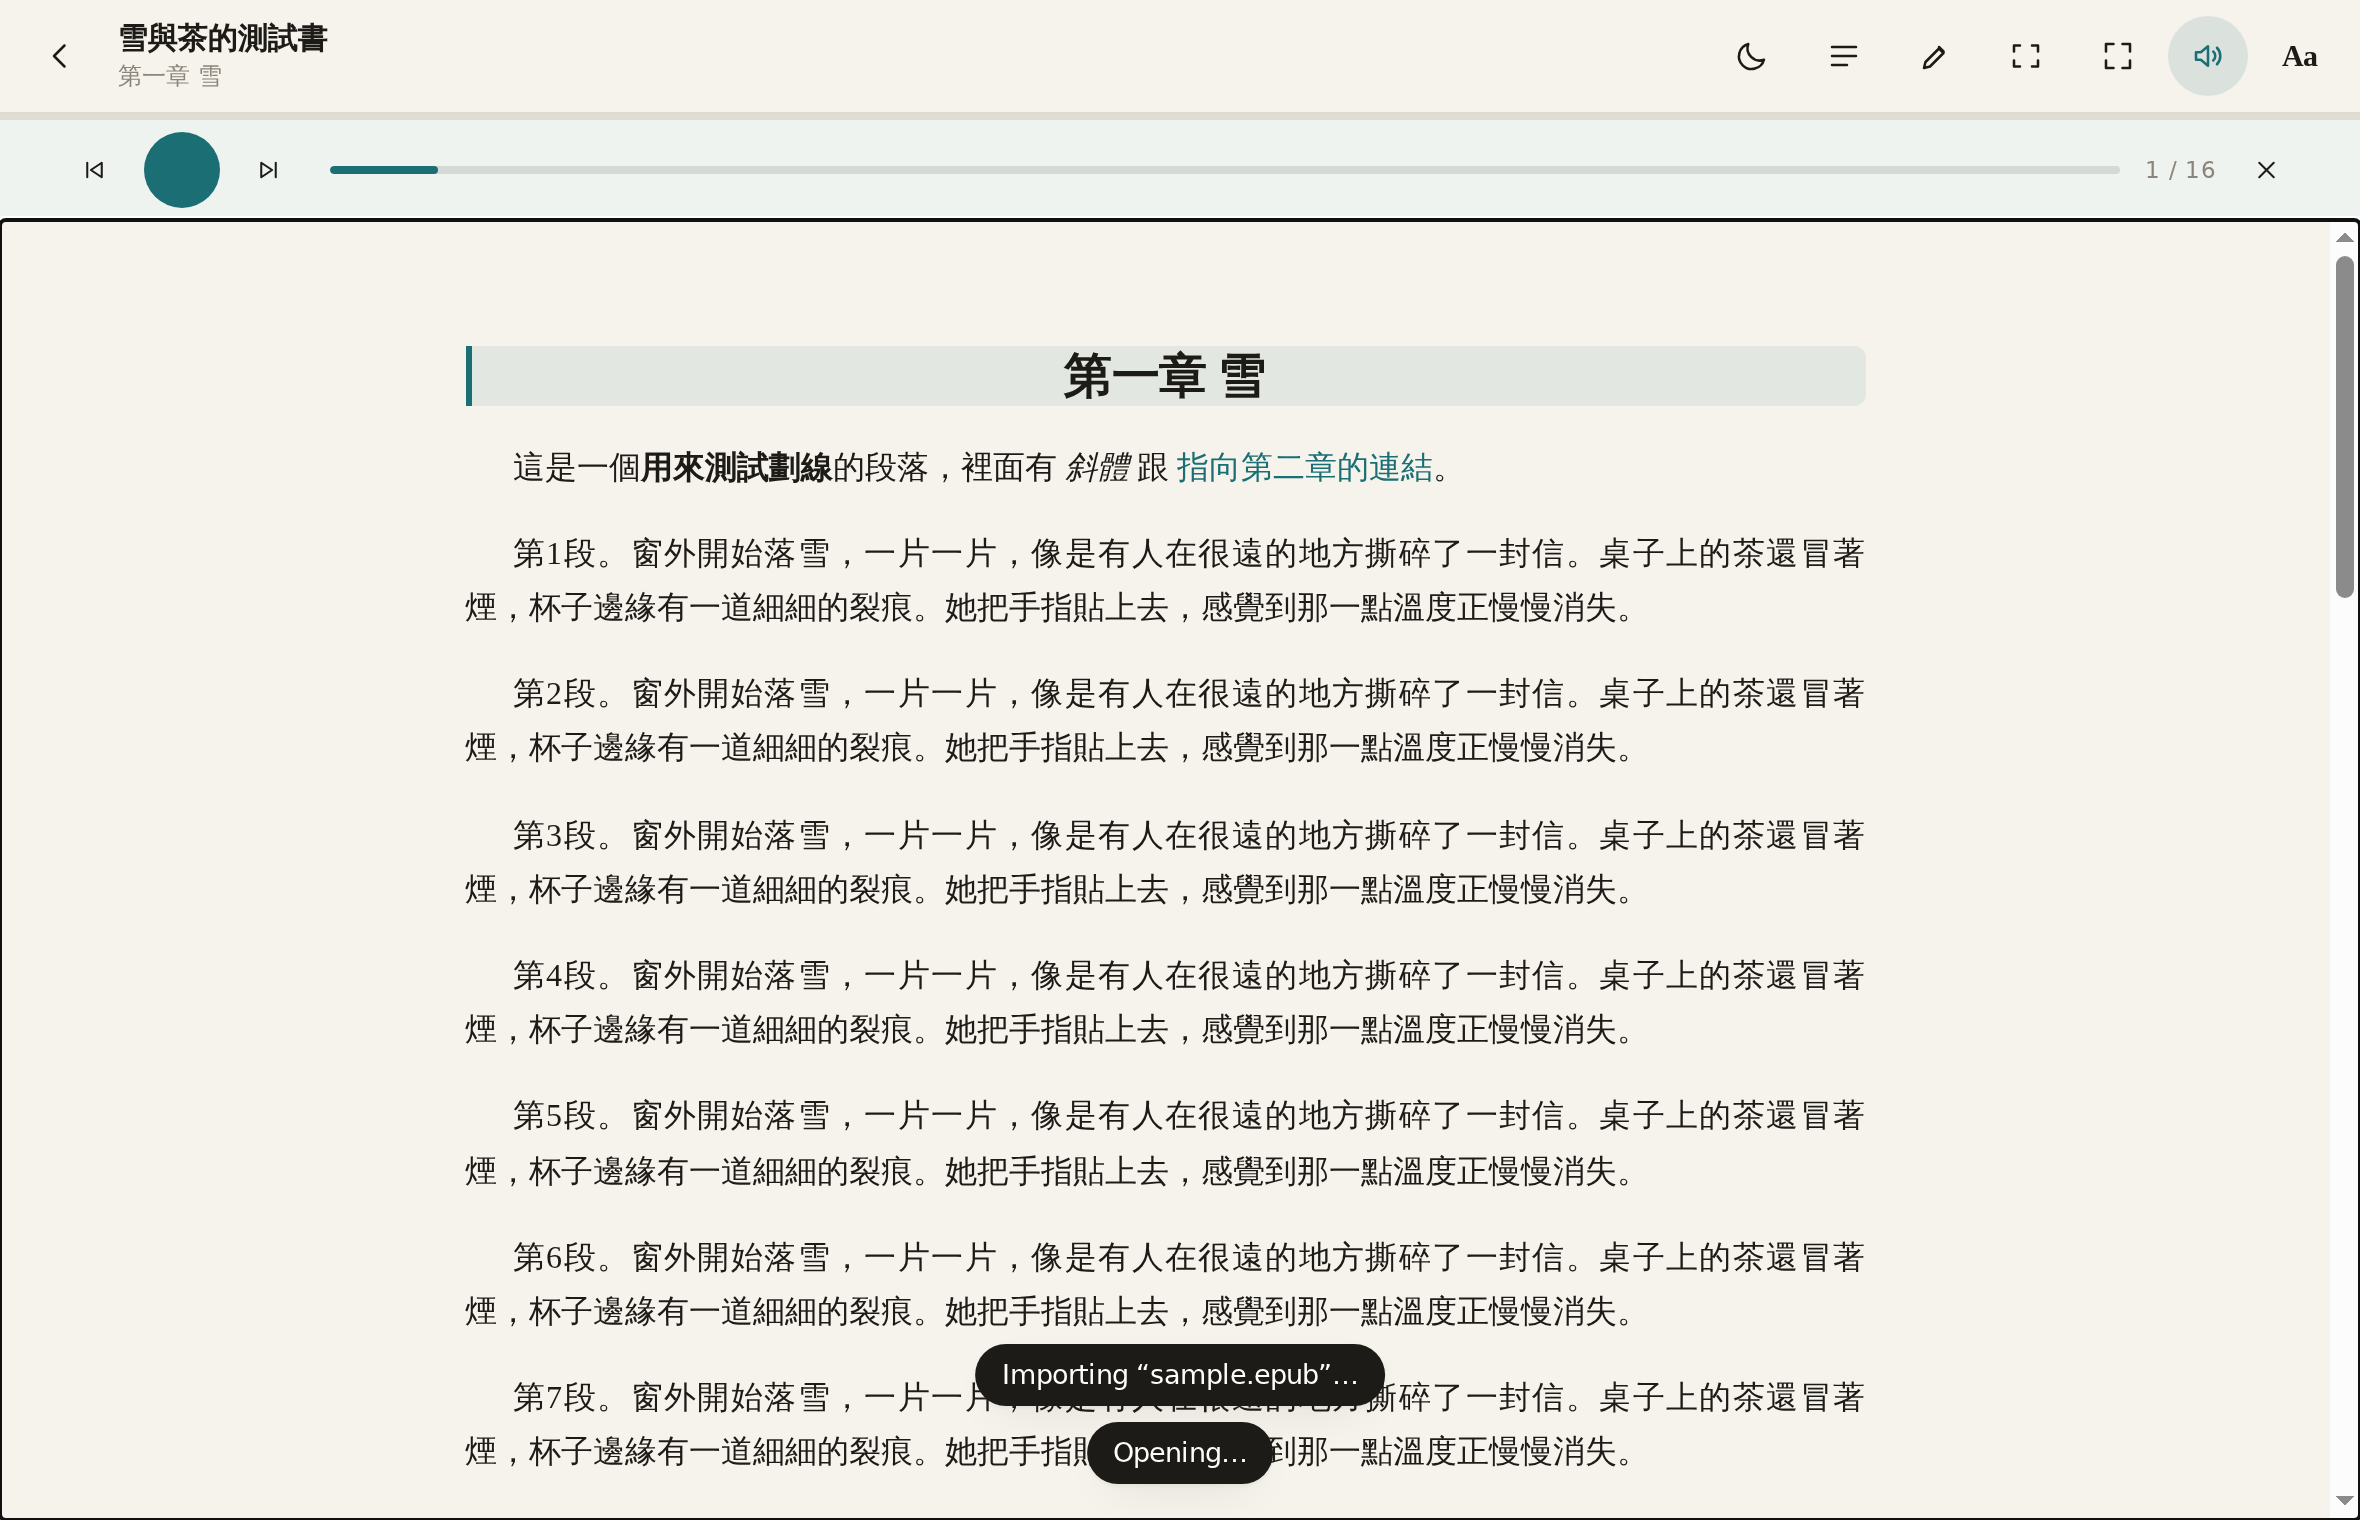 雪與茶的測試書
第一章 雪
Aa
1 / 16
第一章 雪
這是一個用來測試劃線的段落，裡面有 斜體 跟 指向第二章的連結。
第1段。窗外開始落雪，一片一片，像是有人在很遠的地方撕碎了一封信。桌子上的茶還冒著
煙，杯子邊緣有一道細細的裂痕。她把手指貼上去，感覺到那一點溫度正慢慢消失。
第2段。窗外開始落雪，一片一片，像是有人在很遠的地方撕碎了一封信。桌子上的茶還冒著
煙，杯子邊緣有一道細細的裂痕。她把手指貼上去，感覺到那一點溫度正慢慢消失。
第3段。窗外開始落雪，一片一片，像是有人在很遠的地方撕碎了一封信。桌子上的茶還冒著
煙，杯子邊緣有一道細細的裂痕。她把手指貼上去，感覺到那一點溫度正慢慢消失。
第4段。窗外開始落雪，一片一片，像是有人在很遠的地方撕碎了一封信。桌子上的茶還冒著
煙，杯子邊緣有一道細細的裂痕。她把手指貼上去，感覺到那一點溫度正慢慢消失。
第5段。窗外開始落雪，一片一片，像是有人在很遠的地方撕碎了一封信。桌子上的茶還冒著
煙，杯子邊緣有一道細細的裂痕。她把手指貼上去，感覺到那一點溫度正慢慢消失。
第6段。窗外開始落雪，一片一片，像是有人在很遠的地方撕碎了一封信。桌子上的茶還冒著
煙，杯子邊緣有一道細細的裂痕。她把手指貼上去，感覺到那一點溫度正慢慢消失。
Importing “sample.epub”…
第7段。窗外開始落雪，一片一 撕碎了一封信。桌子上的茶還冒著
Opening…
煙，杯子邊緣有一道細細的裂痕。她把手指 到那一點溫度正慢慢消失。